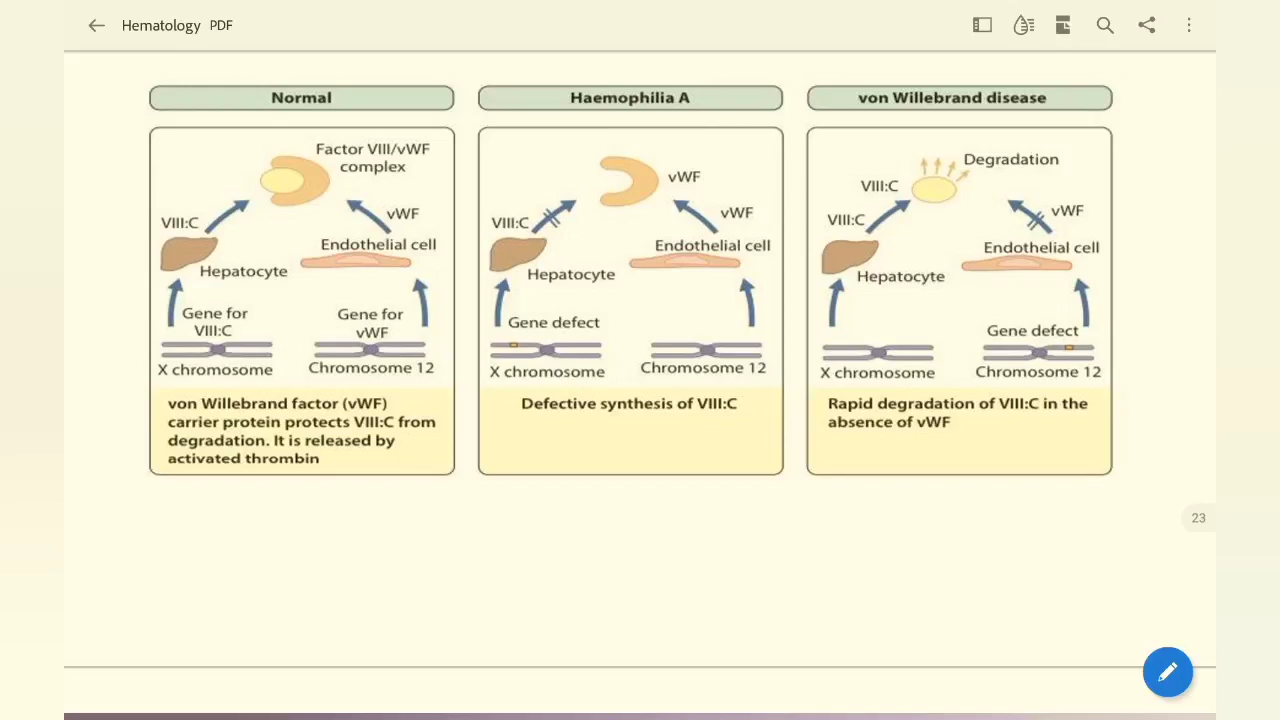 Hematology PDF
Normal
Factor VIII/vWF
complex
VIII:C
vWF
Endothelial cell
Hepatocyte
Gene for
VIII:C
Gene for
vWF
X chromosome
Chromosome 12
von Willebrand factor (vWF)
carrier protein protects VIII:C from
degradation. It is released by
activated thrombin
Haemophilia A
vWF
VIII:C
vWF
Endothelial cell
Hepatocyte
Gene defect
X chromosome
Chromosome 12
Defective synthesis of VIII:C
von Willebrand disease
Degradation
VIII:C
VIII:C
vWF
Endothelial cell
Hepatocyte
Gene defect
X chromosome
Chromosome 12
Rapid degradation of VIII:C in the
absence of vWF
23